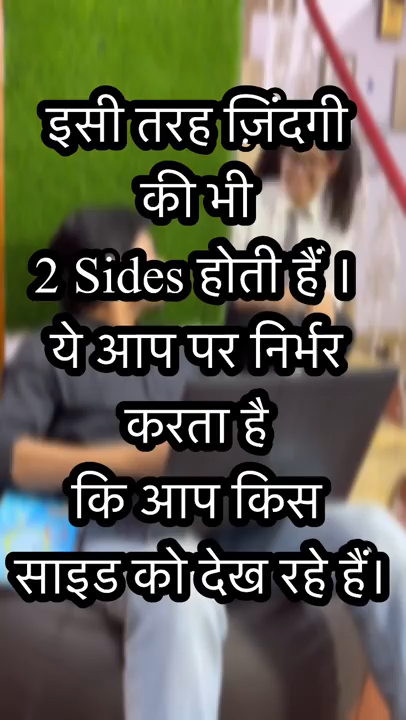 इसी तरह ज़िंदगी
की भी
2 Sides होती हैं ।
ये आप पर निर्भर
करता है
कि आप किस
साइड को देख रहे हैं।